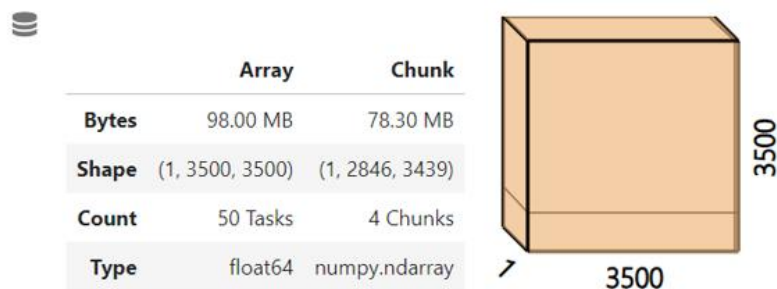 Array Chunk
Bytes 98.00 MB 78.30 MB
Shape (1, 3500, 3500) (1, 2846, 3439)
Count 50 Tasks 4 Chunks
Type float64 numpy.ndarray
3500
1
3500